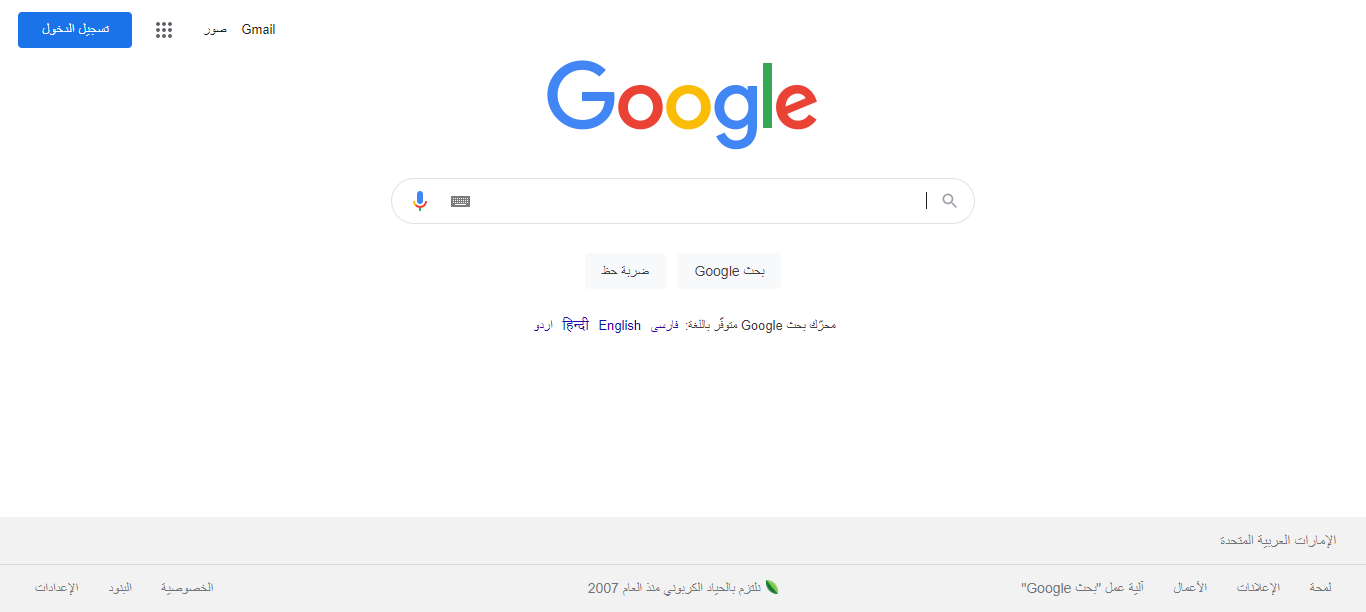 Gmail صور تسجيل الدخول
Google
بحث Google ضربة حظ
محرّك بحث Google متوفّر باللغة: فارسی English हिन्दी اردو
الإمارات العربية المتحدة
لمحة الإعلانات الأعمال آلية عمل "بحث Google" نلتزم بالحياد الكربوني منذ العام 2007 الخصوصية البنود الإعدادات